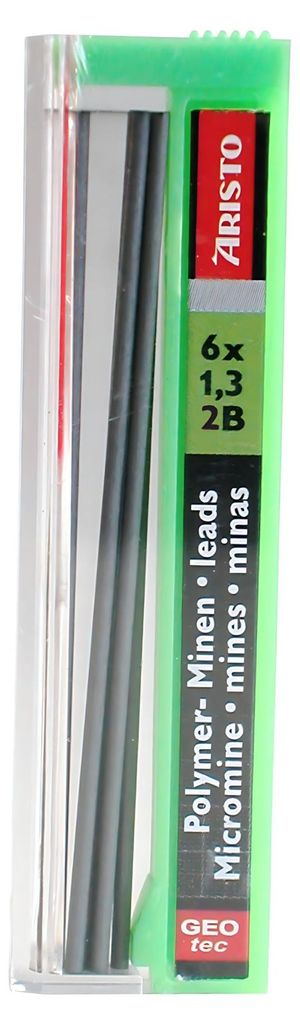 ARISTO
6x
1,3
2B
Polymer- Minen • leads
Micromine • mines • minas
GEO
tec